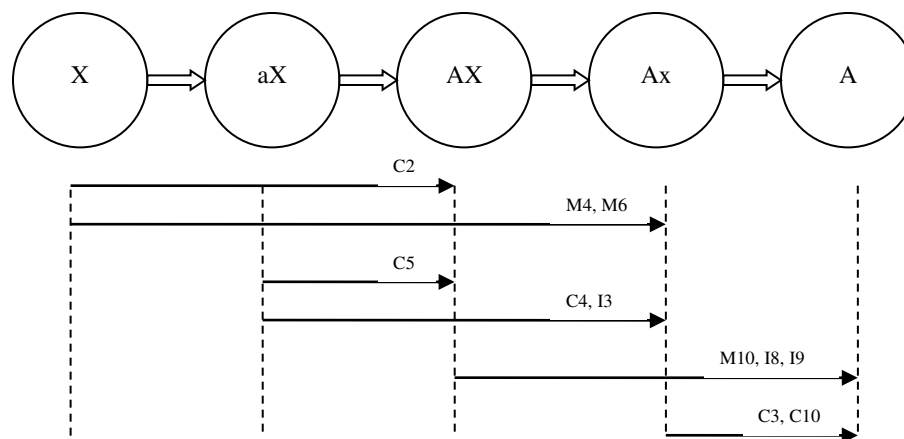 X aX AX Ax A
C2
M4, M6
C5
C4, I3
M10, I8, I9
C3, C10